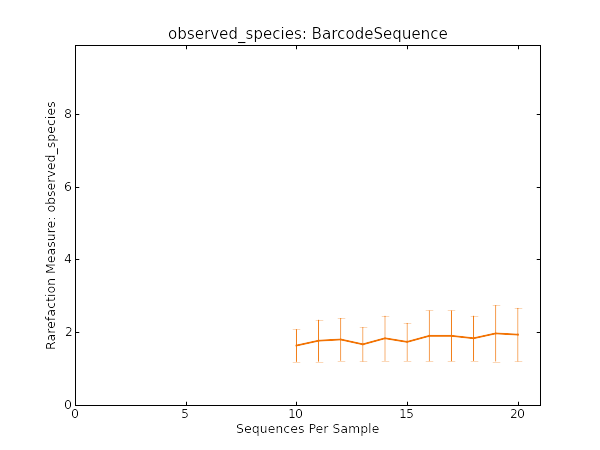 observed_species: BarcodeSequence
Rarefaction Measure: observed_species
8
6
4
2
0
0 5 10 15 20
Sequences Per Sample